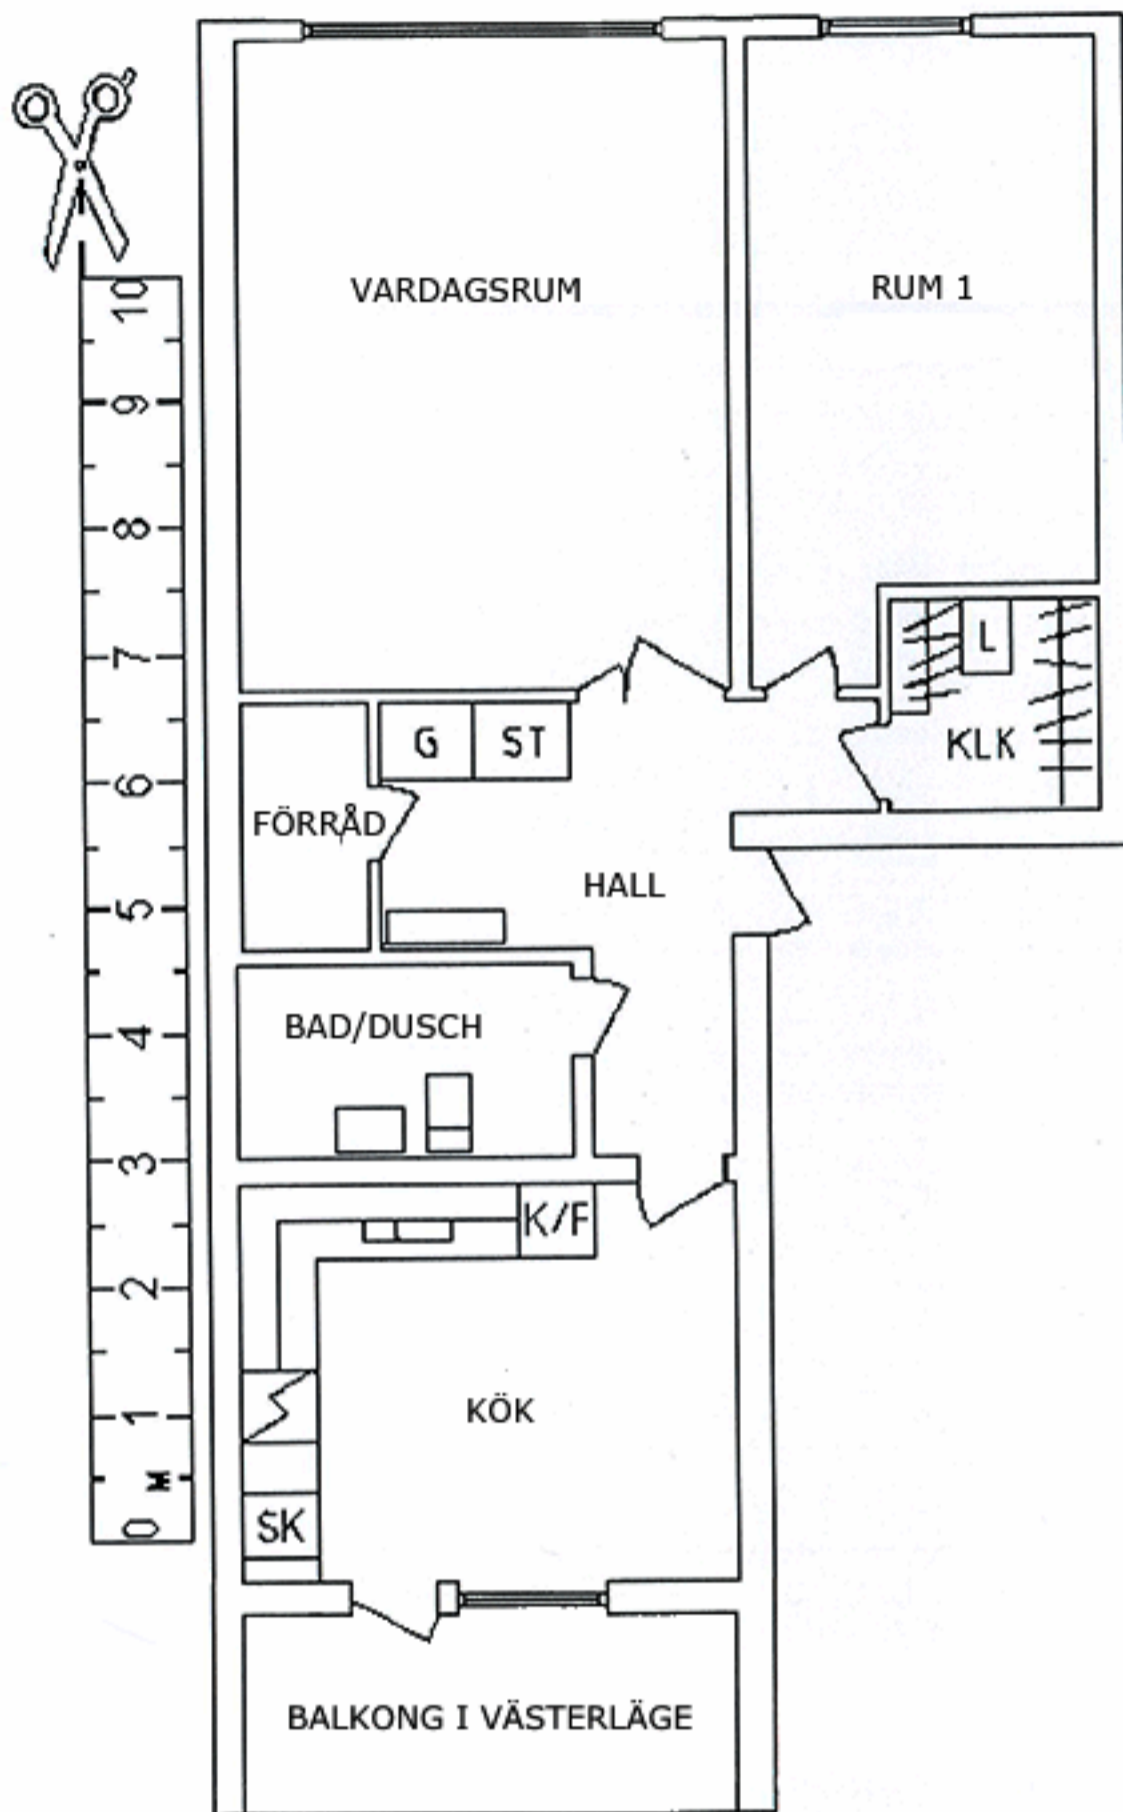 VARDAGSRUM
RUM 1
L
KLK
G
ST
FÖRRÅD
HALL
BAD/DUSCH
K/F
KÖK
SK
BALKONG I VÄSTERLÄGE
10
9
8
7
6
5
4
3
2
1
M
0